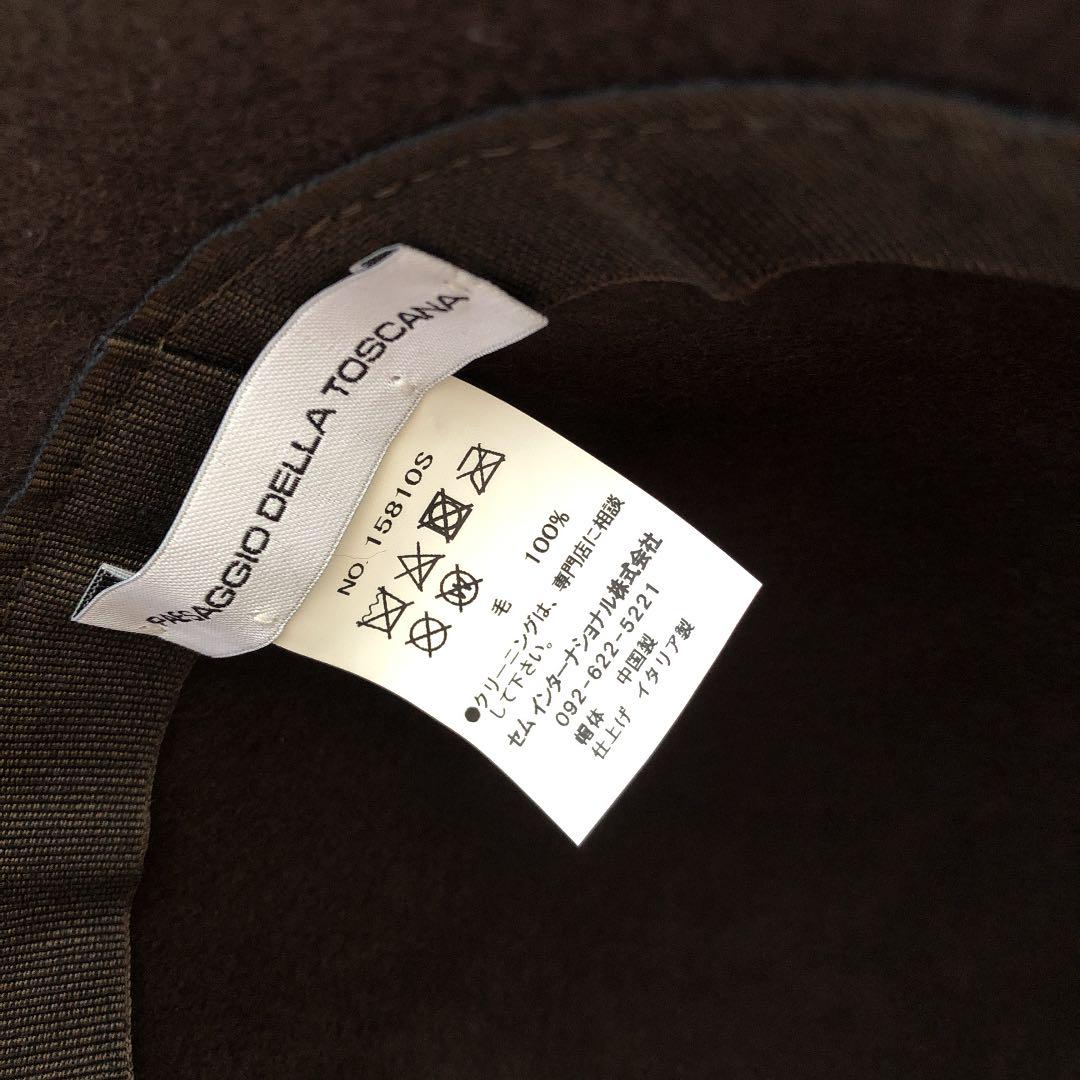 PAESAGGIO DELLA TOSCANA
NO. 15810S
毛 100%
●クリーニングは、専門店に相談
して下さい。
セム インターナショナル株式会社
092-622-5221
帽体 中国製
仕上げ イタリア製